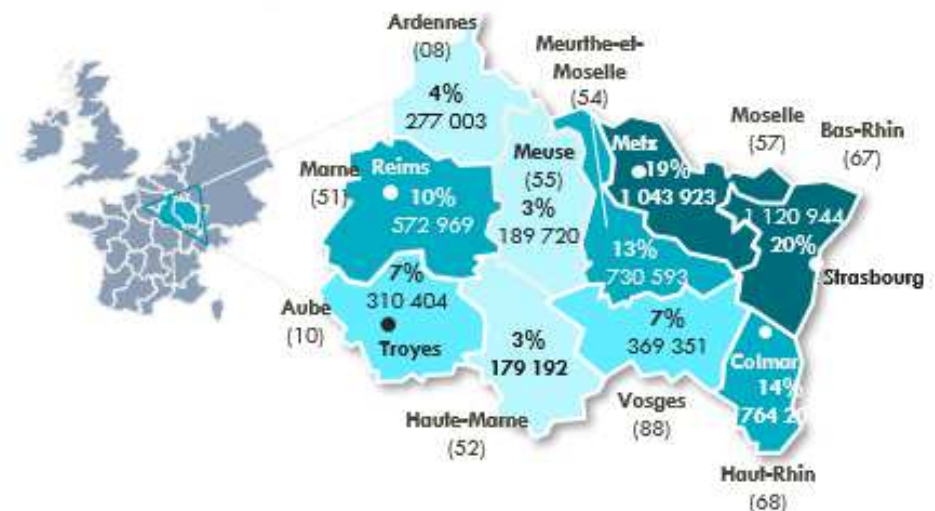 Ardennes
(08)
4%
277 003
Meurthe-et-
Moselle
(54)
Moselle
(57)
Bas-Rhin
(67)
Marne
(51)
Reims
10%
572 969
Meuse
(55)
3%
189 720
Metz
19%
1 043 923
1 120 944
20%
Strasbourg
13%
730 593
Aube
(10)
7%
310 404
Troyes
3%
179 192
Haute-Marne
(52)
7%
369 351
Vosges
(88)
Colmar
14%
Haut-Rhin
(68)